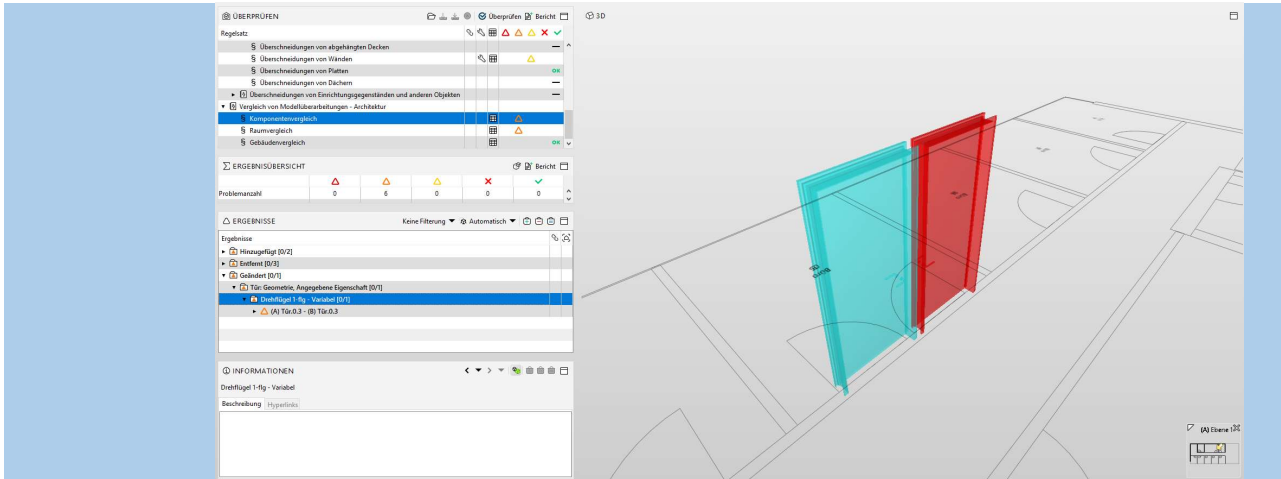 ÜBERPRÜFEN
Überprüfen Bericht
Regelsatz
§ Überschneidungen von abgehängten Decken
§ Überschneidungen von Wänden
§ Überschneidungen von Platten OK
§ Überschneidungen von Dächern
§ Überschneidungen von Einrichtungsgegenständen und anderen Objekten
§ Vergleich von Modellüberarbeitungen - Architektur
§ Komponentenvergleich
§ Raumvergleich
§ Gebäudenvergleich OK
ERGEBNISÜBERSICHT
Bericht
Problemanzahl 0 6 0 0 0
ERGEBNISSE
Keine Filterung Automatisch
Ergebnisse
Hinzugefügt [0/2]
Entfernt [0/3]
Geändert [0/1]
Tür: Geometrie, Angegebene Eigenschaft [0/1]
Drehflügel 1-flg - Variabel [0/1]
(A) Tür.0.3 - (B) Tür.0.3
INFORMATIONEN
Drehflügel 1-flg - Variabel
Beschreibung Hyperlinks
3D
Büro
(A) Ebene 1